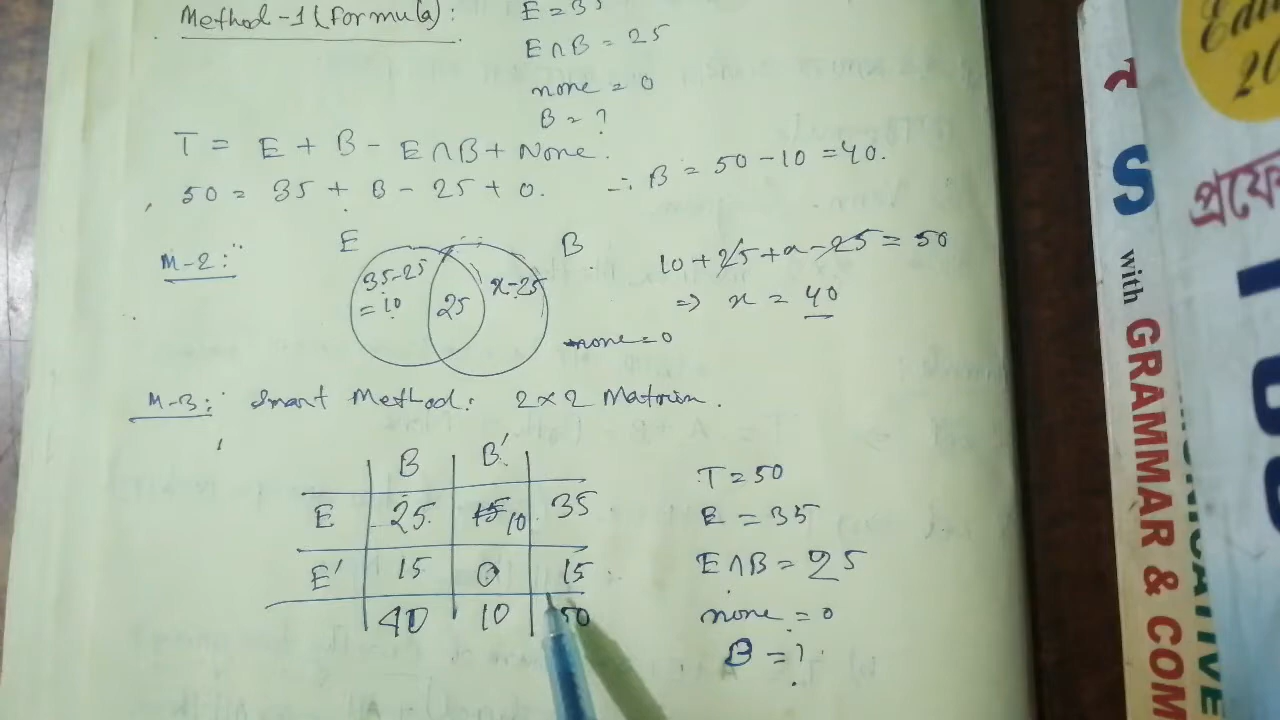 Method-1 (Formula):
E = 35
E∩B = 25
none = 0
B = ?
T = E + B - E∩B + None.
50 = 35 + B - 25 + 0. ∴ B = 50 - 10 = 40.
M-2:
E B
35-25
= 10
25
x-25
none = 0
10 + 25 + x - 25 = 50
⇒ x = 40
M-3: Smart Method: 2×2 Matrix.
B B'
E 25 15 10 35
E' 15 0 15
40 10 50
T = 50
E = 35
E∩B = 25
none = 0
B = ?
S with GRAMMAR & COM